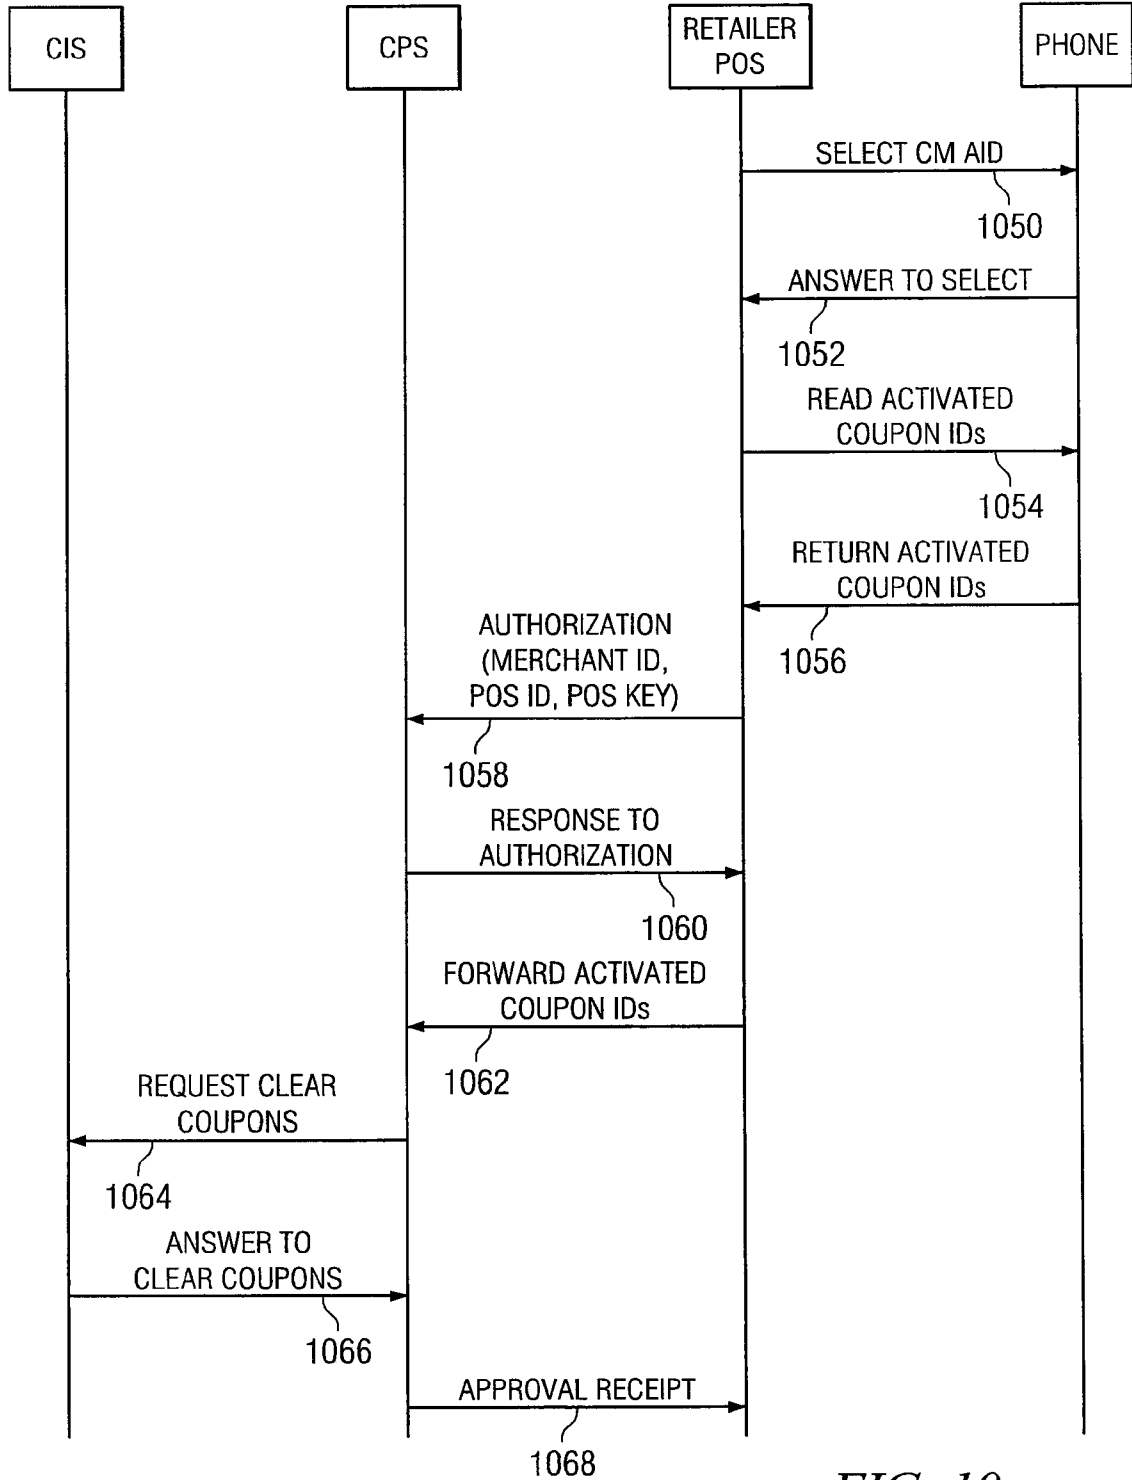 CIS
CPS
RETAILER
POS
PHONE
SELECT CM AID
1050
ANSWER TO SELECT
1052
READ ACTIVATED
COUPON IDs
1054
RETURN ACTIVATED
COUPON IDs
1056
AUTHORIZATION
(MERCHANT ID,
POS ID, POS KEY)
1058
RESPONSE TO
AUTHORIZATION
1060
FORWARD ACTIVATED
COUPON IDs
1062
REQUEST CLEAR
COUPONS
1064
ANSWER TO
CLEAR COUPONS
1066
APPROVAL RECEIPT
1068
FIG. 10